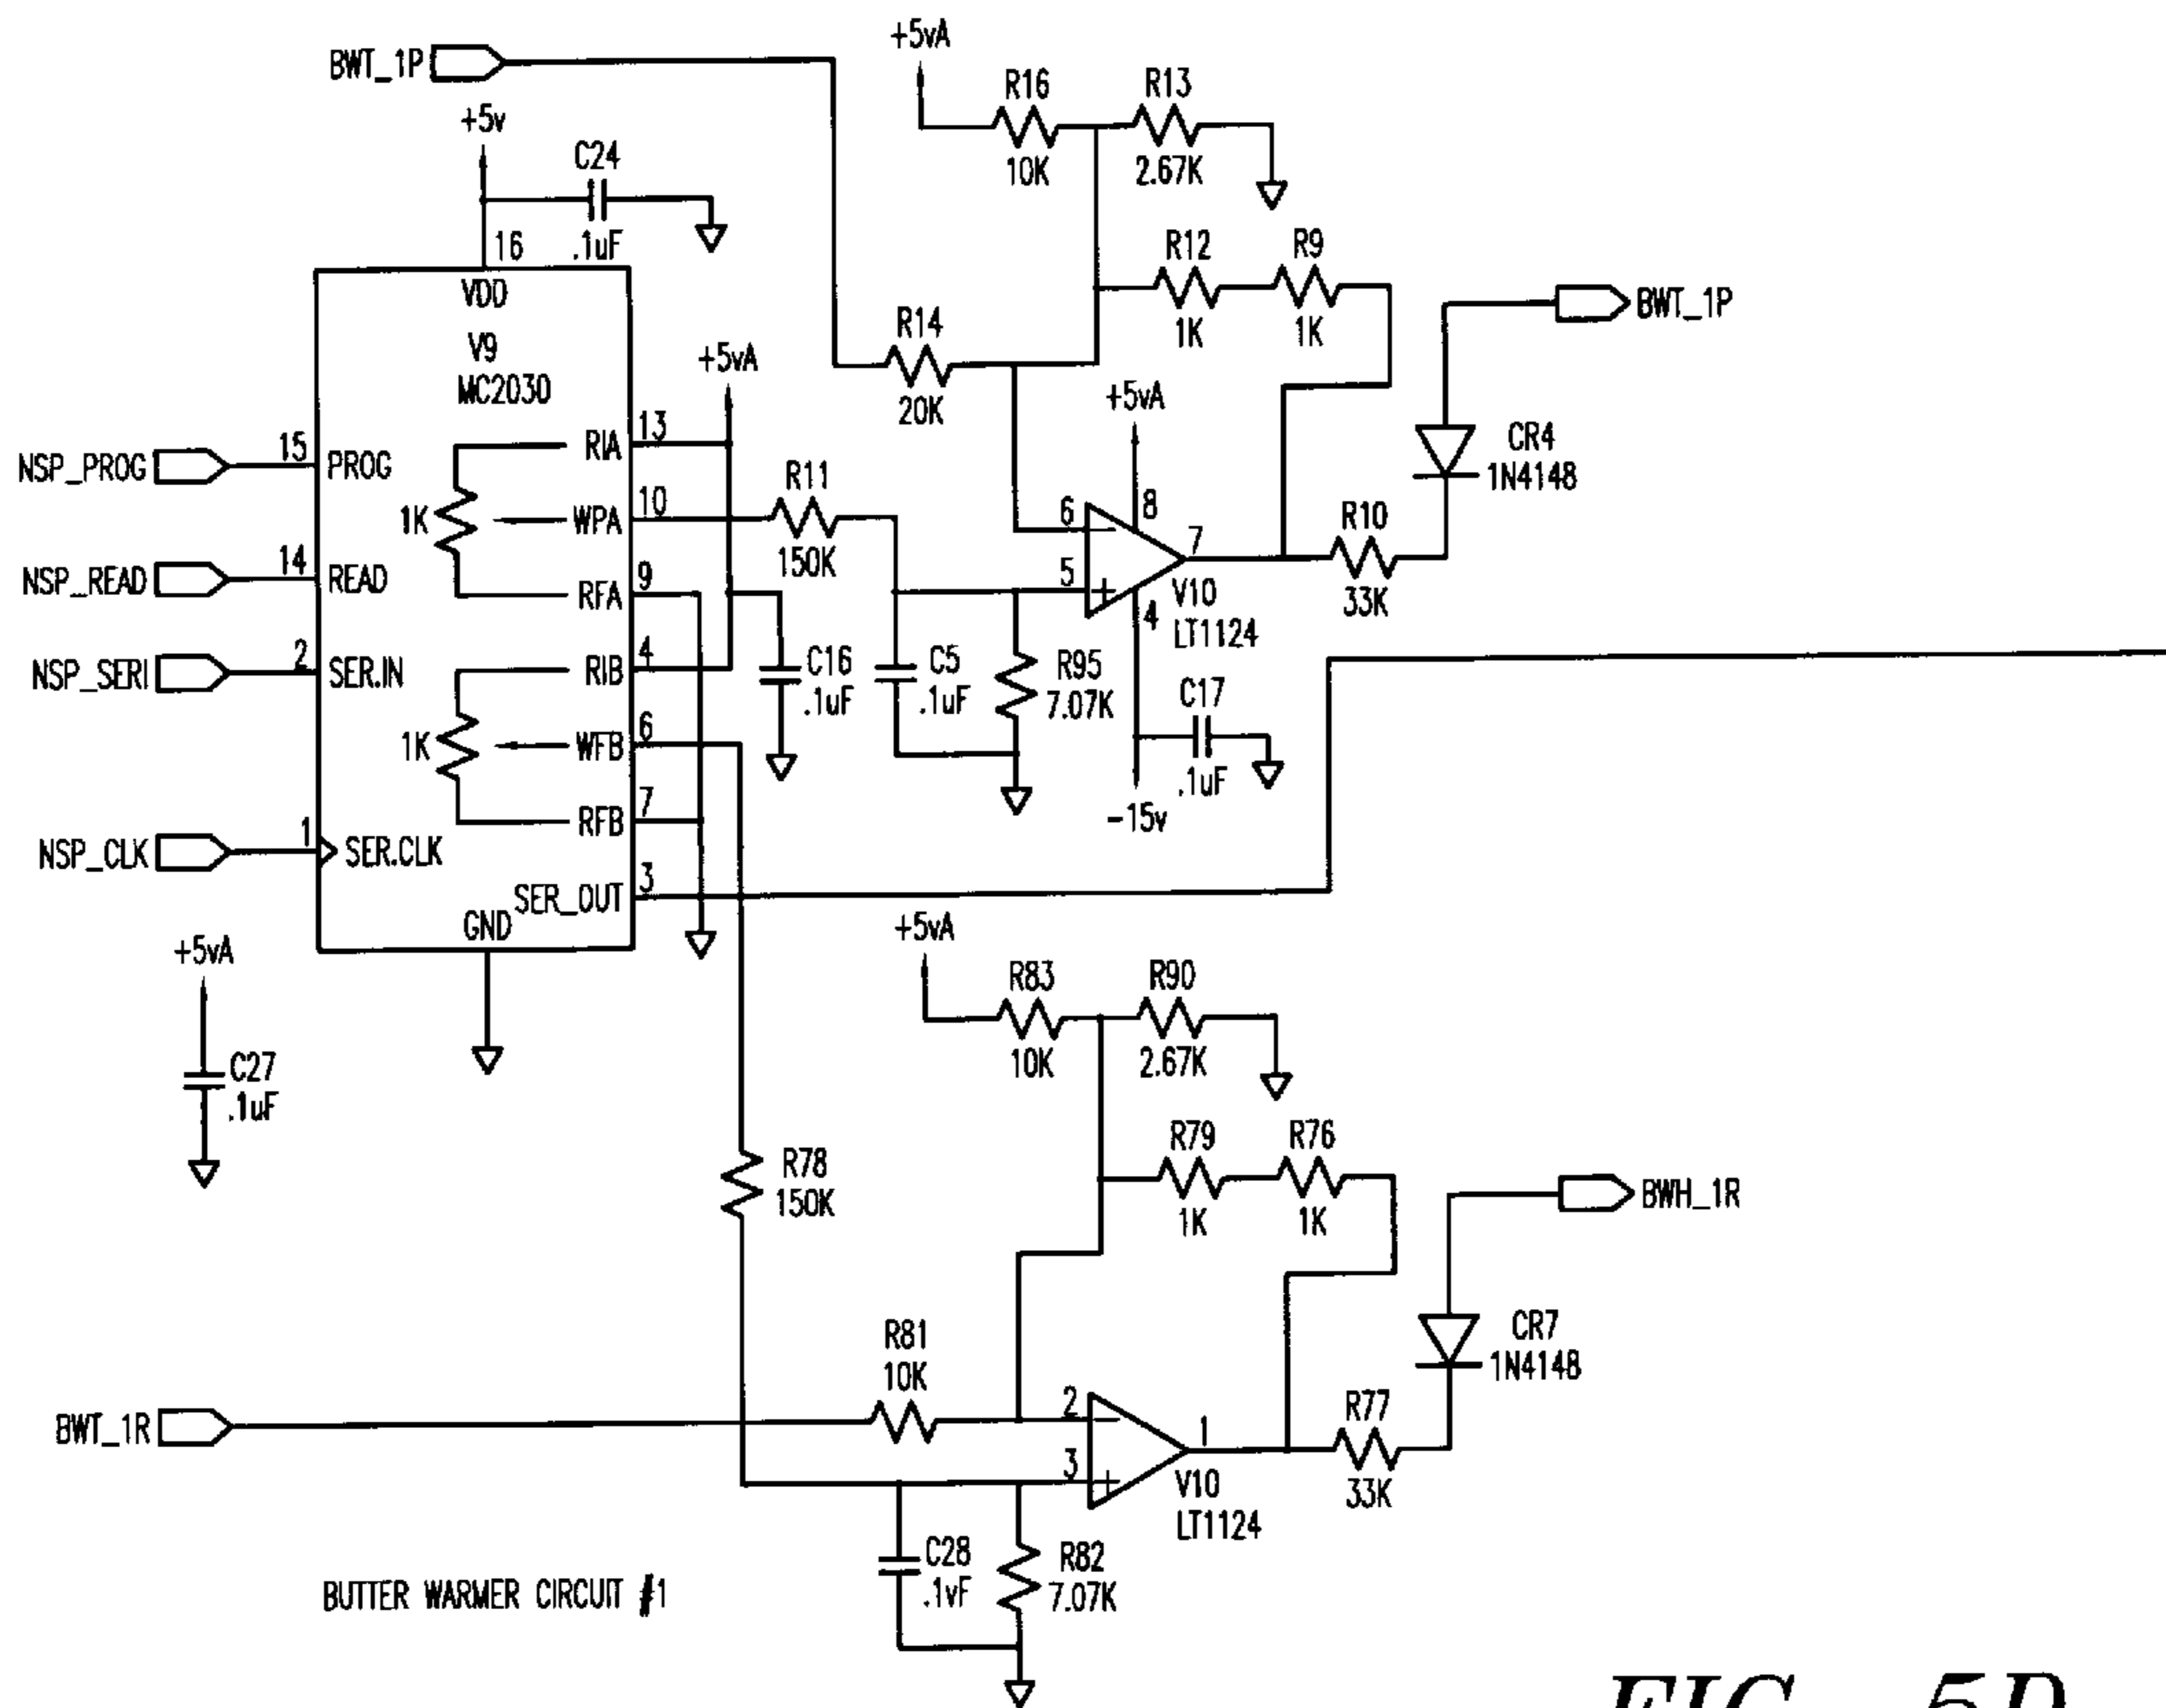 BWT_1P
+5v
C24
.1uF
16
VDD
V9
MC2030
NSP_PROG
15
PROG
NSP_READ
14
READ
NSP_SERI
2
SER.IN
NSP_CLK
1
SER.CLK
1K
RIA
13
WPA
10
RFA
9
1K
RIB
4
WFB
6
RFB
7
SER_OUT
3
GND
+5vA
C27
.1uF
+5vA
R11
150K
C16
.1uF
C5
.1uF
R95
7.07K
+5vA
R16
10K
R13
2.67K
R12
1K
R9
1K
R14
20K
+5vA
6
5
8
7
4
V10
LT1124
C17
.1uF
-15v
R10
33K
CR4
1N4148
BWT_1P
+5vA
R83
10K
R90
2.67K
R79
1K
R76
1K
R78
150K
BWT_1R
R81
10K
2
3
1
V10
LT1124
R77
33K
CR7
1N4148
BWH_1R
C28
.1vF
R82
7.07K
BUTTER WARMER CIRCUIT #1